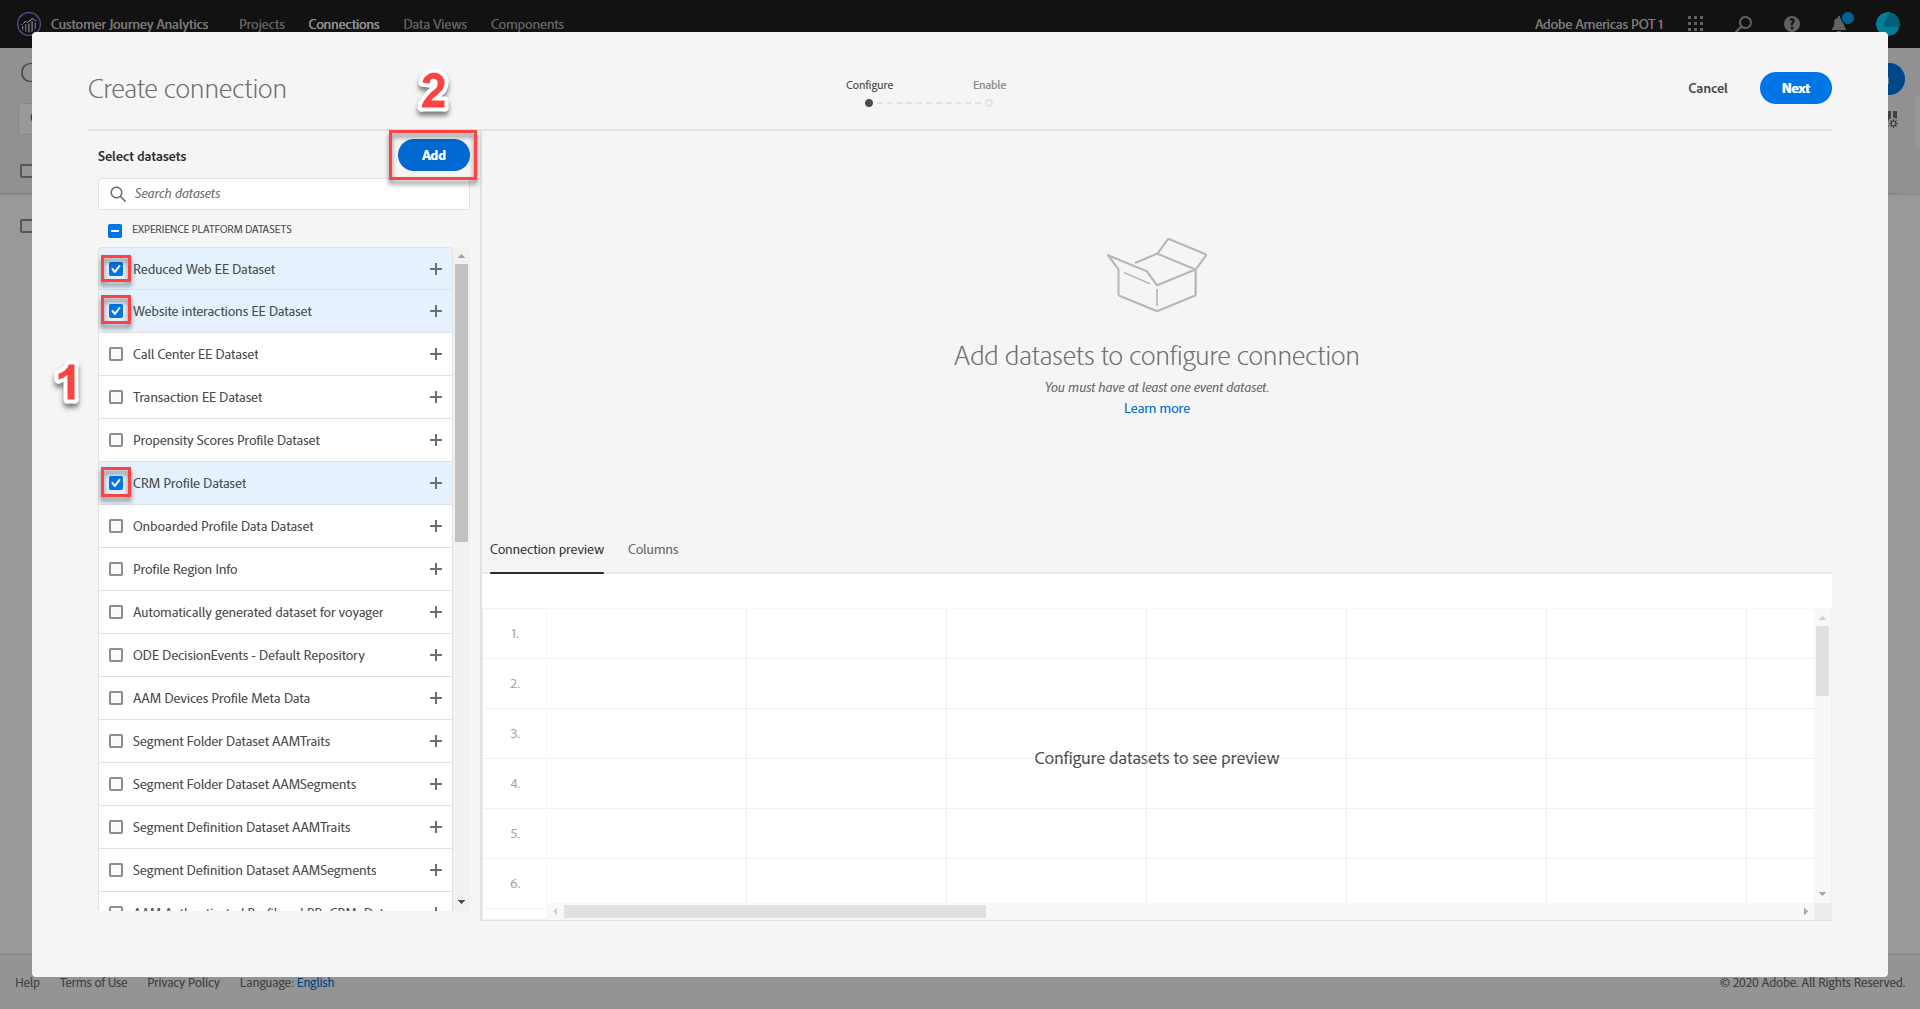 Customer Journey Analytics Projects Connections Data Views Components Adobe Americas POT 1
Create connection
2
Configure Enable
Cancel Next
Select datasets
Add
Search datasets
EXPERIENCE PLATFORM DATASETS
Reduced Web EE Dataset
Website interactions EE Dataset
Call Center EE Dataset
1
Transaction EE Dataset
Propensity Scores Profile Dataset
CRM Profile Dataset
Onboarded Profile Data Dataset
Profile Region Info
Automatically generated dataset for voyager
ODE DecisionEvents - Default Repository
AAM Devices Profile Meta Data
Segment Folder Dataset AAMTraits
Segment Folder Dataset AAMSegments
Segment Definition Dataset AAMTraits
Segment Definition Dataset AAMSegments
Add datasets to configure connection
You must have at least one event dataset.
Learn more
Connection preview Columns
1.
2.
3.
Configure datasets to see preview
4.
5.
6.
Help Terms of Use Privacy Policy Language: English © 2020 Adobe. All Rights Reserved.